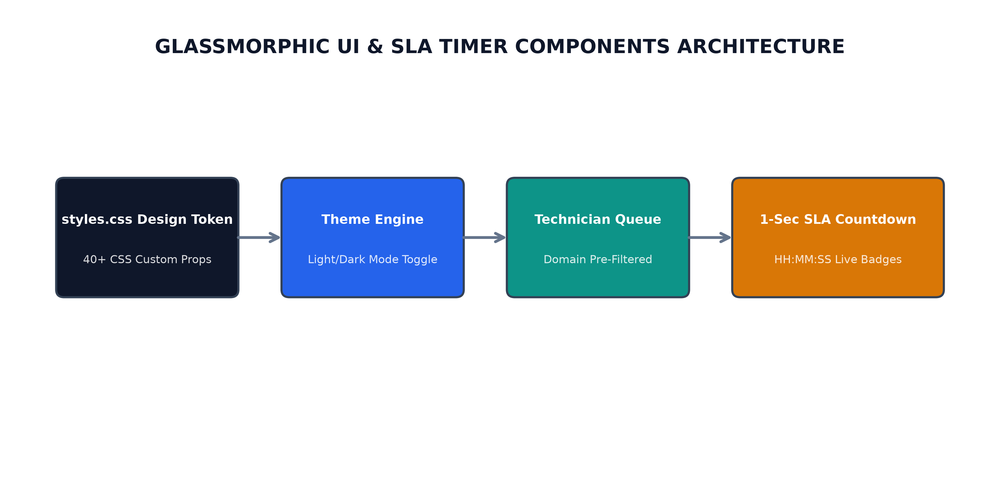 GLASSMORPHIC UI & SLA TIMER COMPONENTS ARCHITECTURE
styles.css Design Token
40+ CSS Custom Props
Theme Engine
Light/Dark Mode Toggle
Technician Queue
Domain Pre-Filtered
1-Sec SLA Countdown
HH:MM:SS Live Badges